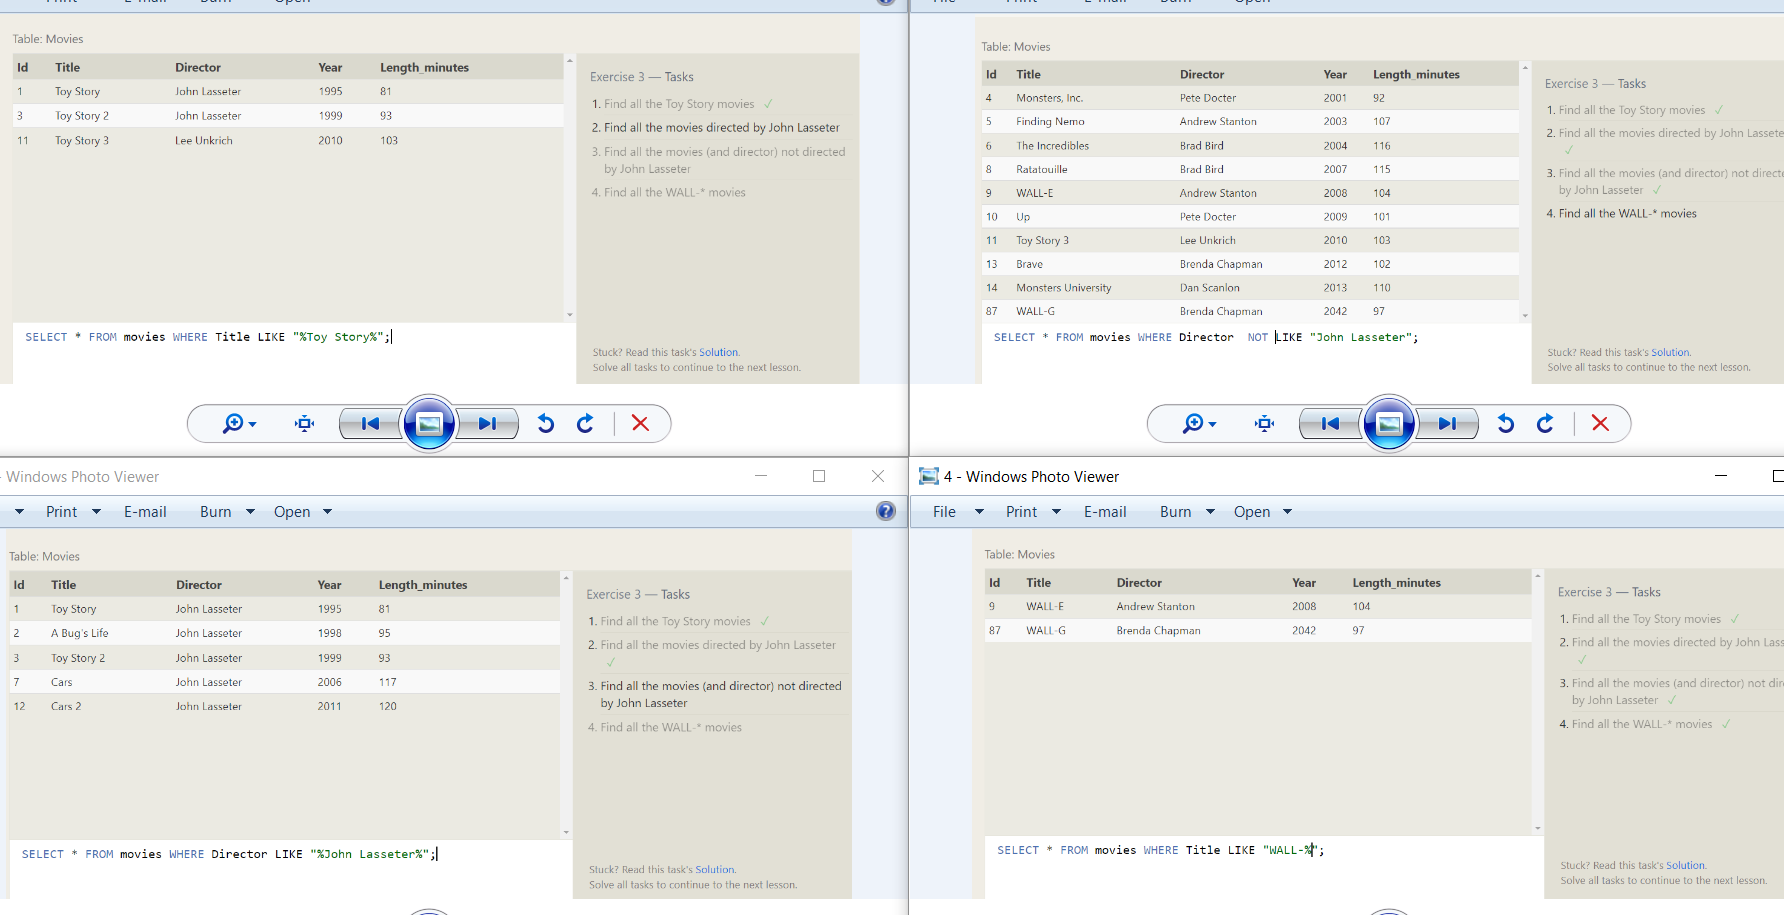 Print E-mail Burn Open
Table: Movies
Id Title Director Year Length_minutes
1 Toy Story John Lasseter 1995 81
3 Toy Story 2 John Lasseter 1999 93
11 Toy Story 3 Lee Unkrich 2010 103
Exercise 3 — Tasks
1. Find all the Toy Story movies ✓
2. Find all the movies directed by John Lasseter
3. Find all the movies (and director) not directed
by John Lasseter
4. Find all the WALL-* movies
SELECT * FROM movies WHERE Title LIKE "%Toy Story%";
Stuck? Read this task's Solution.
Solve all tasks to continue to the next lesson.
File Print E-mail Burn Open
Table: Movies
Id Title Director Year Length_minutes
4 Monsters, Inc. Pete Docter 2001 92
5 Finding Nemo Andrew Stanton 2003 107
6 The Incredibles Brad Bird 2004 116
8 Ratatouille Brad Bird 2007 115
9 WALL-E Andrew Stanton 2008 104
10 Up Pete Docter 2009 101
11 Toy Story 3 Lee Unkrich 2010 103
13 Brave Brenda Chapman 2012 102
14 Monsters University Dan Scanlon 2013 110
87 WALL-G Brenda Chapman 2042 97
Exercise 3 — Tasks
1. Find all the Toy Story movies ✓
2. Find all the movies directed by John Lassete
✓
3. Find all the movies (and director) not directe
by John Lasseter ✓
4. Find all the WALL-* movies
SELECT * FROM movies WHERE Director  NOT LIKE "John Lasseter";
Stuck? Read this task's Solution.
Solve all tasks to continue to the next lesson.
- Windows Photo Viewer
Print E-mail Burn Open
Table: Movies
Id Title Director Year Length_minutes
1 Toy Story John Lasseter 1995 81
2 A Bug's Life John Lasseter 1998 95
3 Toy Story 2 John Lasseter 1999 93
7 Cars John Lasseter 2006 117
12 Cars 2 John Lasseter 2011 120
Exercise 3 — Tasks
1. Find all the Toy Story movies ✓
2. Find all the movies directed by John Lasseter
✓
3. Find all the movies (and director) not directed
by John Lasseter
4. Find all the WALL-* movies
SELECT * FROM movies WHERE Director LIKE "%John Lasseter%";
Stuck? Read this task's Solution.
Solve all tasks to continue to the next lesson.
4 - Windows Photo Viewer
File Print E-mail Burn Open
Table: Movies
Id Title Director Year Length_minutes
9 WALL-E Andrew Stanton 2008 104
87 WALL-G Brenda Chapman 2042 97
Exercise 3 — Tasks
1. Find all the Toy Story movies ✓
2. Find all the movies directed by John Lass
✓
3. Find all the movies (and director) not dire
by John Lasseter ✓
4. Find all the WALL-* movies ✓
SELECT * FROM movies WHERE Title LIKE "WALL-%";
Stuck? Read this task's Solution.
Solve all tasks to continue to the next lesson.